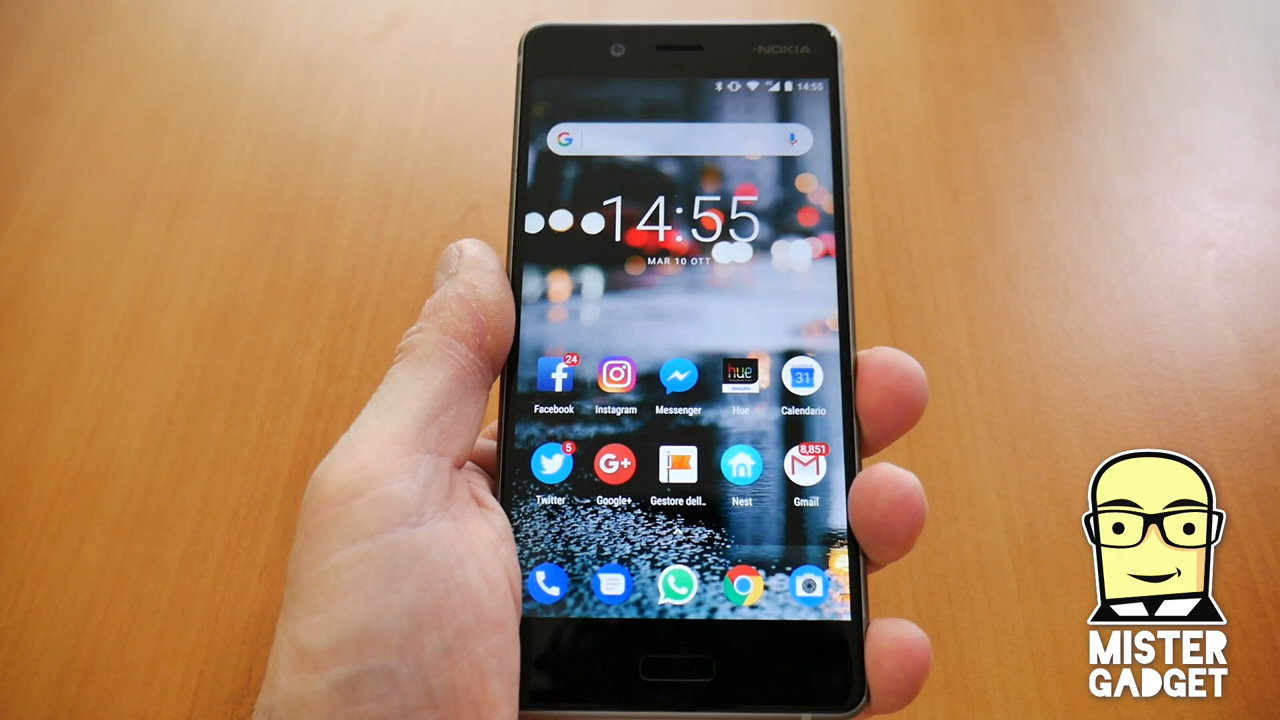 NOKIA
14:55
G
14:55
MAR 10 OTT
24
hue
31
Facebook
Instagram
Messenger
Hue
Calendario
5
G+
8,851
Twitter
Google+
Gestore dell..
Nest
Gmail
MISTER
GADGET